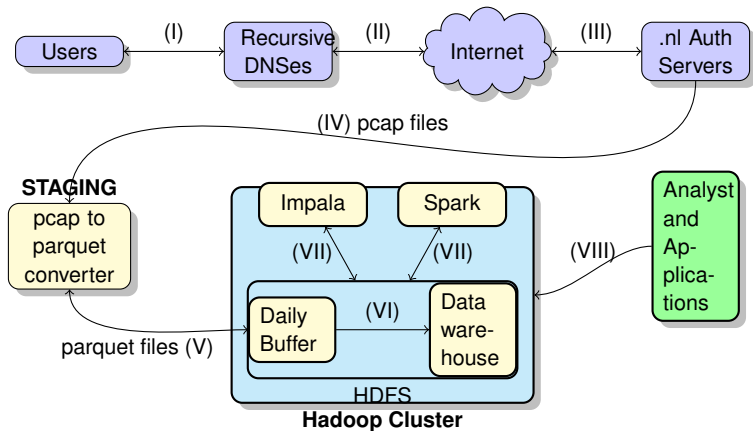 Users
(I)
Recursive
DNSes
(II)
Internet
(III)
.nl Auth
Servers
(IV) pcap files
STAGING
pcap to
parquet
converter
Impala
Spark
(VII)
(VII)
Analyst
and
Ap-
plica-
tions
(VIII)
Daily
Buffer
(VI)
Data
ware-
house
parquet files (V)
HDFS
Hadoop Cluster